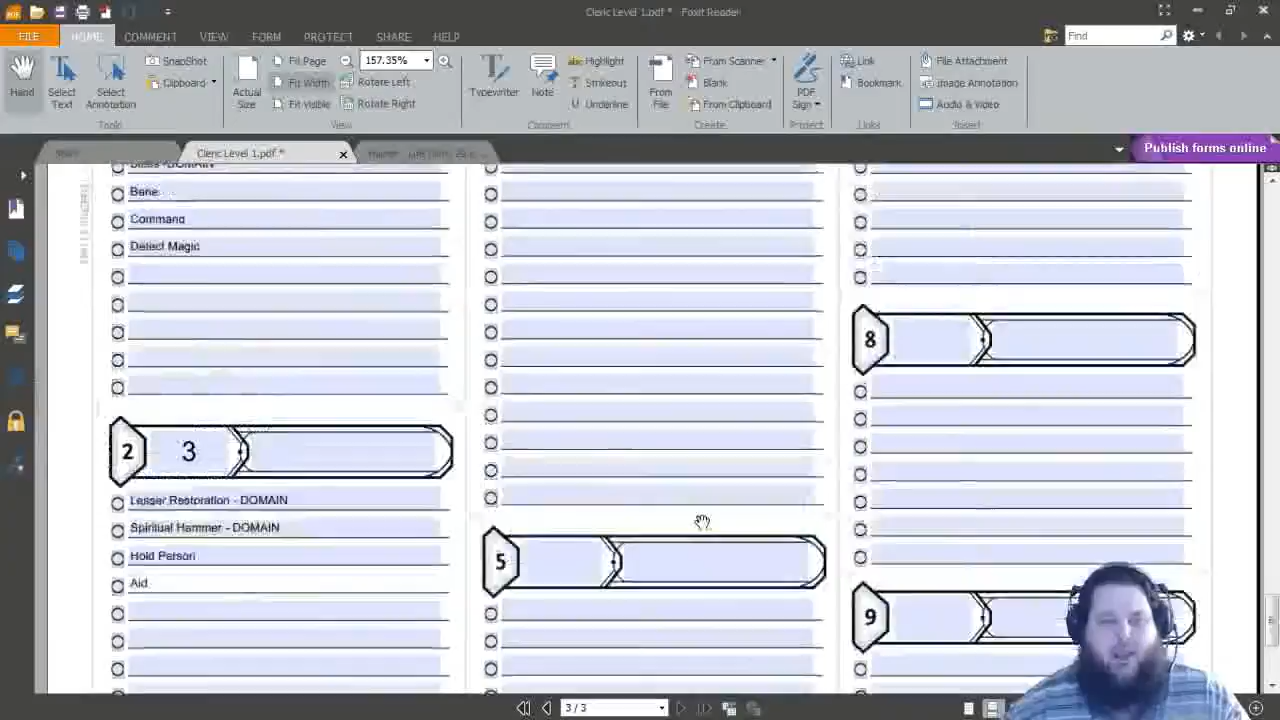 Cleric Level 1.pdf * - Foxit Reader
FILE HOME COMMENT VIEW FORM PROTECT SHARE HELP Find
Hand
Select Text
Select Annotation
SnapShot
Clipboard
Tools
Actual Size
Fit Page
Fit Width
Fit Visible
157.35%
Rotate Left
Rotate Right
View
Typewriter
Note
Highlight
Strikeout
Underline
Comment
From File
From Scanner
Blank
From Clipboard
Create
PDF Sign
Protect
Link
Bookmark
Links
File Attachment
Image Annotation
Audio & Video
Insert
Start
Cleric Level 1.pdf *
Publish forms online
DOMAIN
Bane
Command
Detect Magic
2 3
Lesser Restoration - DOMAIN
Spiritual Hammer - DOMAIN
Hold Person
Aid
5
8
9
3 / 3